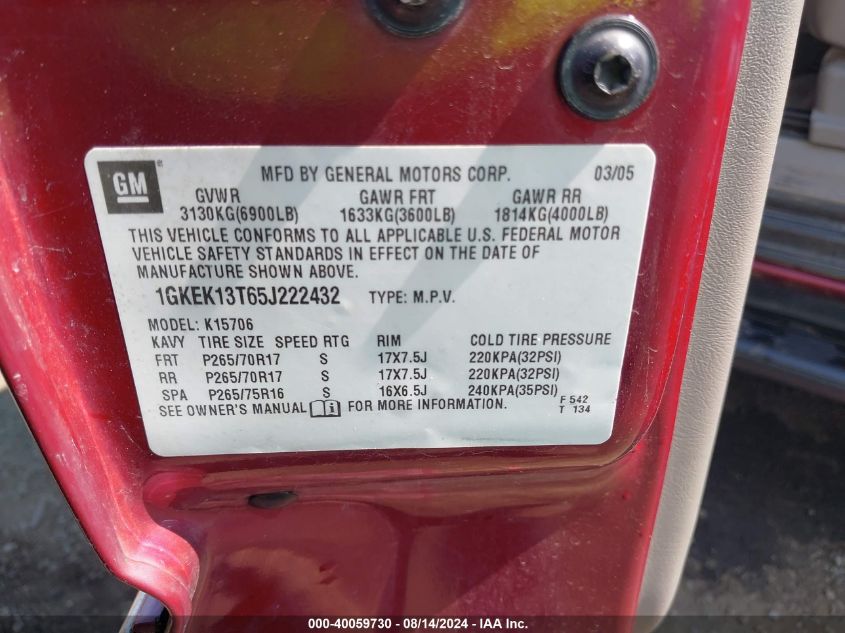 GM ® MFD BY GENERAL MOTORS CORP. 03/05
GVWR GAWR FRT GAWR RR
3130KG(6900LB) 1633KG(3600LB) 1814KG(4000LB)
THIS VEHICLE CONFORMS TO ALL APPLICABLE U.S. FEDERAL MOTOR
VEHICLE SAFETY STANDARDS IN EFFECT ON THE DATE OF
MANUFACTURE SHOWN ABOVE.
1GKEK13T65J222432 TYPE: M.P.V.
MODEL: K15706
KAVY TIRE SIZE SPEED RTG RIM COLD TIRE PRESSURE
FRT P265/70R17 S 17X7.5J 220KPA(32PSI)
RR P265/70R17 S 17X7.5J 220KPA(32PSI)
SPA P265/75R16 S 16X6.5J 240KPA(35PSI)
SEE OWNER'S MANUAL i FOR MORE INFORMATION. F 542
T 134
000-40059730 - 08/14/2024 - IAA Inc.